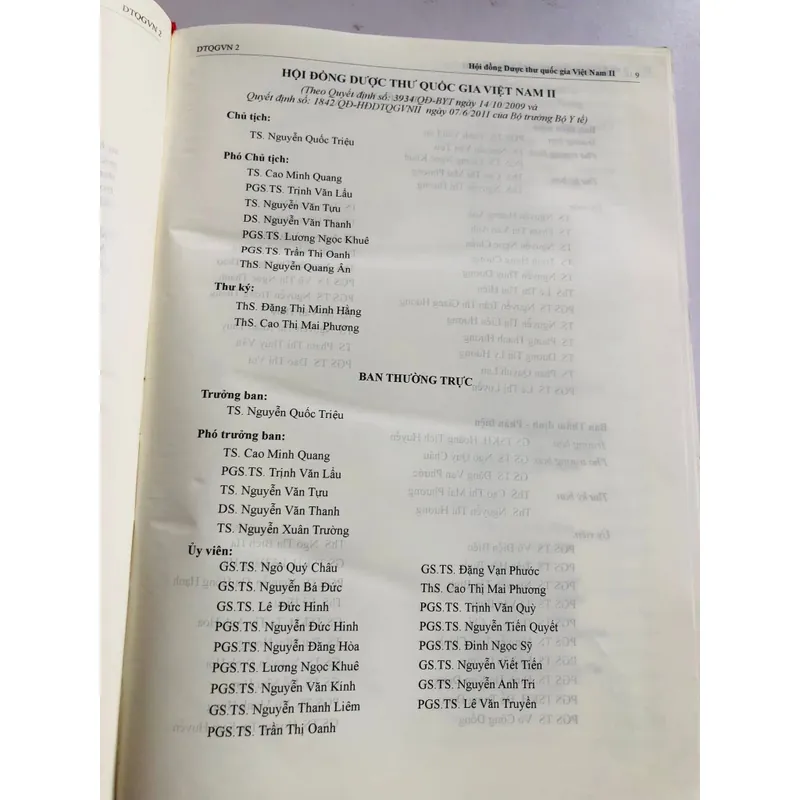 DTQGVN 2
DTQGVN 2
Hội đồng Dược thư quốc gia Việt Nam II 9
HỘI ĐỒNG DƯỢC THƯ QUỐC GIA VIỆT NAM II
(Theo Quyết định số: 3934/QĐ-BYT ngày 14/10/2009 và
Quyết định số: 1842/QĐ-HĐDTQGVNII ngày 07/6/2011 của Bộ trưởng Bộ Y tế)
Chủ tịch:
TS. Nguyễn Quốc Triệu
Phó Chủ tịch:
TS. Cao Minh Quang
PGS.TS. Trịnh Văn Lẩu
TS. Nguyễn Văn Tựu
DS. Nguyễn Văn Thanh
PGS.TS. Lương Ngọc Khuê
PGS.TS. Trần Thị Oanh
ThS. Nguyễn Quang Ân
Thư ký:
ThS. Đặng Thị Minh Hằng
ThS. Cao Thị Mai Phương
BAN THƯỜNG TRỰC
Trưởng ban:
TS. Nguyễn Quốc Triệu
Phó trưởng ban:
TS. Cao Minh Quang
PGS.TS. Trịnh Văn Lẩu
TS. Nguyễn Văn Tựu
DS. Nguyễn Văn Thanh
TS. Nguyễn Xuân Trường
Ủy viên:
GS.TS. Ngô Quý Châu
GS.TS. Nguyễn Bá Đức
GS.TS. Lê Đức Hinh
PGS.TS. Nguyễn Đức Hinh
PGS.TS. Nguyễn Đăng Hòa
PGS.TS. Lương Ngọc Khuê
PGS.TS. Nguyễn Văn Kính
GS.TS. Nguyễn Thanh Liêm
PGS.TS. Trần Thị Oanh
GS.TS. Đặng Vạn Phước
ThS. Cao Thị Mai Phương
PGS.TS. Trịnh Văn Quỳ
PGS.TS. Nguyễn Tiến Quyết
PGS.TS. Đinh Ngọc Sỹ
GS.TS. Nguyễn Viết Tiến
GS.TS. Nguyễn Anh Trí
PGS.TS. Lê Văn Truyền